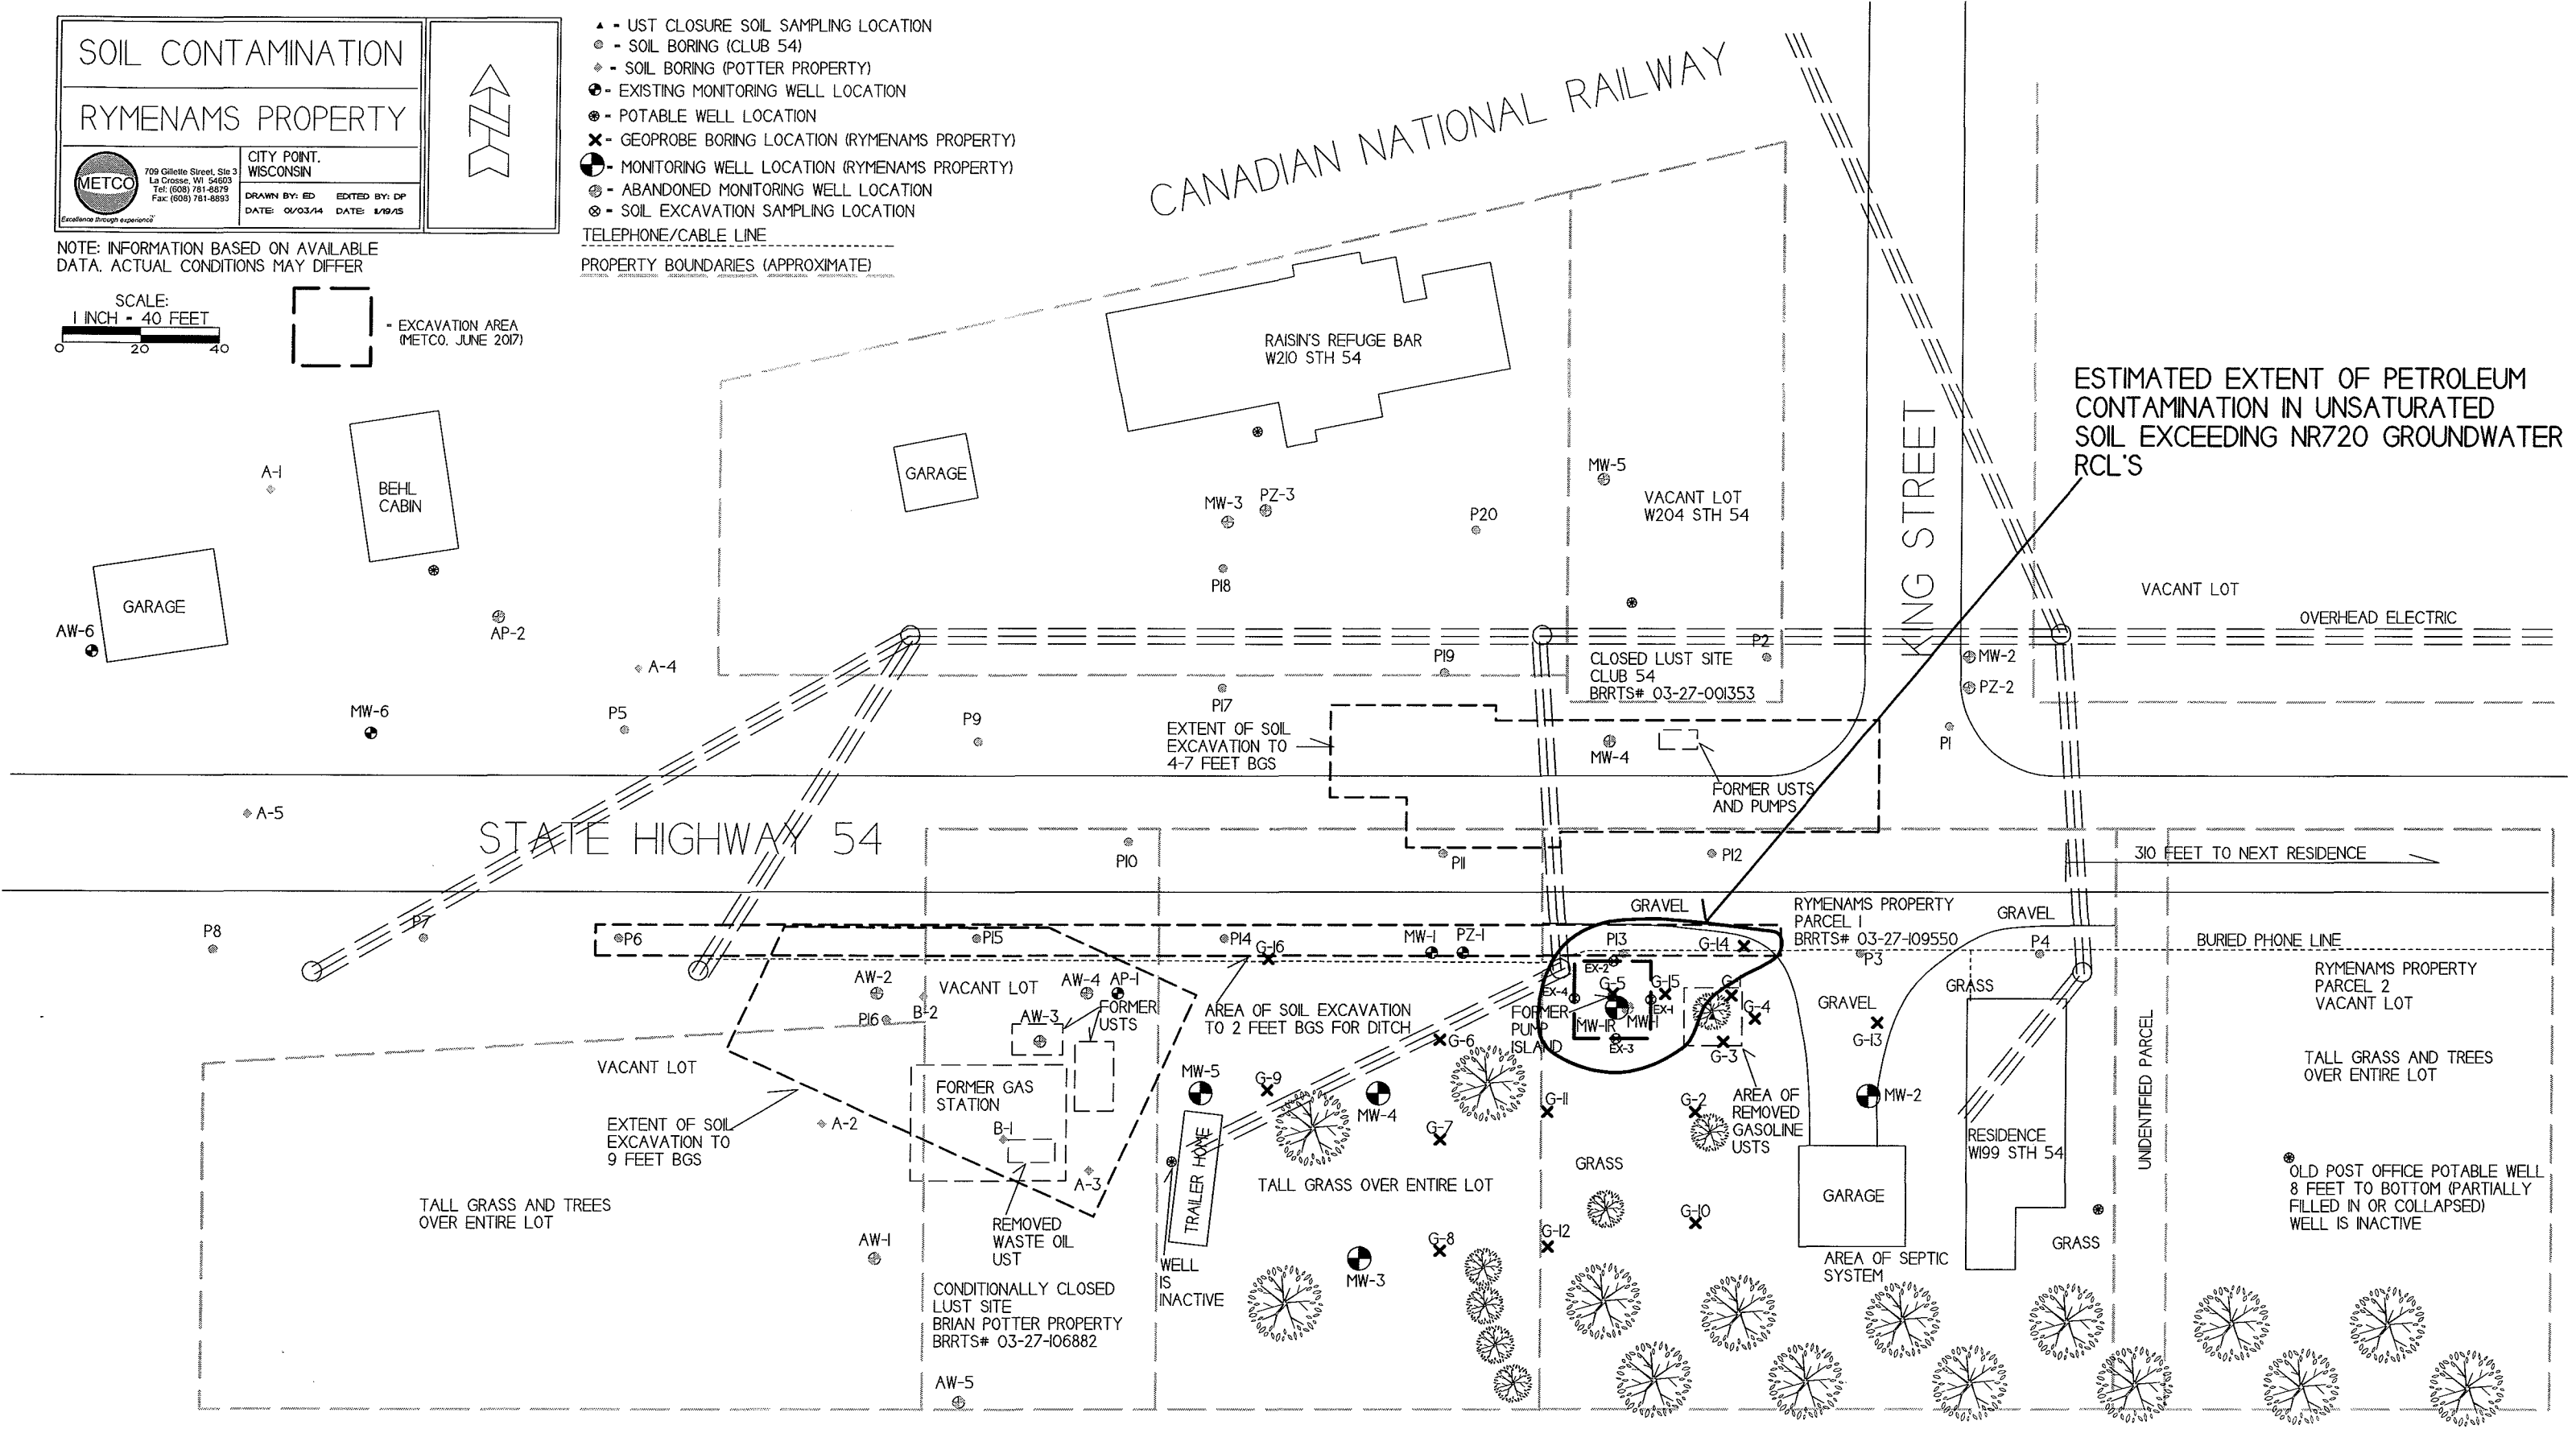 SOIL CONTAMINATION
RYMENAMS PROPERTY
METCO
Excellence through experience
709 Gillette Street, Ste 3
La Crosse, WI 54603
Tel: (608) 781-8879
Fax: (608) 781-8893
CITY POINT,
WISCONSIN
DRAWN BY: ED EDITED BY: DP
DATE: 01/03/14 DATE: 11/19/15
N
NOTE: INFORMATION BASED ON AVAILABLE
DATA. ACTUAL CONDITIONS MAY DIFFER
SCALE:
1 INCH - 40 FEET
0 20 40
- EXCAVATION AREA
(METCO, JUNE 2017)
- UST CLOSURE SOIL SAMPLING LOCATION
- SOIL BORING (CLUB 54)
- SOIL BORING (POTTER PROPERTY)
- EXISTING MONITORING WELL LOCATION
- POTABLE WELL LOCATION
- GEOPROBE BORING LOCATION (RYMENAMS PROPERTY)
- MONITORING WELL LOCATION (RYMENAMS PROPERTY)
- ABANDONED MONITORING WELL LOCATION
- SOIL EXCAVATION SAMPLING LOCATION
TELEPHONE/CABLE LINE
PROPERTY BOUNDARIES (APPROXIMATE)
CANADIAN NATIONAL RAILWAY
RAISIN'S REFUGE BAR
W210 STH 54
ESTIMATED EXTENT OF PETROLEUM
CONTAMINATION IN UNSATURATED
SOIL EXCEEDING NR720 GROUNDWATER
RCL'S
KING STREET
A-1
BEHL
CABIN
GARAGE
GARAGE
AW-6
AP-2
A-4
MW-6
P5
P9
A-5
MW-3
PZ-3
P20
P18
MW-5
VACANT LOT
W204 STH 54
VACANT LOT
OVERHEAD ELECTRIC
P19
P17
CLOSED LUST SITE
CLUB 54
BRRTS# 03-27-001353
P2
MW-2
PZ-2
P1
EXTENT OF SOIL
EXCAVATION TO
4-7 FEET BGS
MW-4
FORMER USTS
AND PUMPS
STATE HIGHWAY 54
P10
P11
P12
310 FEET TO NEXT RESIDENCE
P8
P7
P6
P15
P14
G-16
MW-1
PZ-1
GRAVEL
P13
G-14
RYMENAMS PROPERTY
PARCEL 1
BRRTS# 03-27-109550
P3
GRAVEL
P4
BURIED PHONE LINE
AW-2
P16
B-2
VACANT LOT
AW-4
AP-1
FORMER
USTS
AW-3
AREA OF SOIL EXCAVATION
TO 2 FEET BGS FOR DITCH
EX-2
EX-4
G-5
G-15
EX-1
FORMER
PUMP
ISLAND
MW-1R
MW-1
EX-3
G-1
G-4
G-3
GRAVEL
G-13
GRASS
RYMENAMS PROPERTY
PARCEL 2
VACANT LOT
VACANT LOT
FORMER GAS
STATION
MW-5
G-9
G-6
MW-4
G-7
G-11
G-2
AREA OF
REMOVED
GASOLINE
USTS
MW-2
UNIDENTIFIED PARCEL
TALL GRASS AND TREES
OVER ENTIRE LOT
EXTENT OF SOIL
EXCAVATION TO
9 FEET BGS
A-2
B-1
A-3
TRAILER HOME
GRASS
RESIDENCE
W199 STH 54
TALL GRASS OVER ENTIRE LOT
GARAGE
OLD POST OFFICE POTABLE WELL
8 FEET TO BOTTOM (PARTIALLY
FILLED IN OR COLLAPSED)
WELL IS INACTIVE
TALL GRASS AND TREES
OVER ENTIRE LOT
REMOVED
WASTE OIL
UST
AW-1
G-8
G-12
G-10
GRASS
WELL
IS
INACTIVE
MW-3
AREA OF SEPTIC
SYSTEM
CONDITIONALLY CLOSED
LUST SITE
BRIAN POTTER PROPERTY
BRRTS# 03-27-106882
AW-5